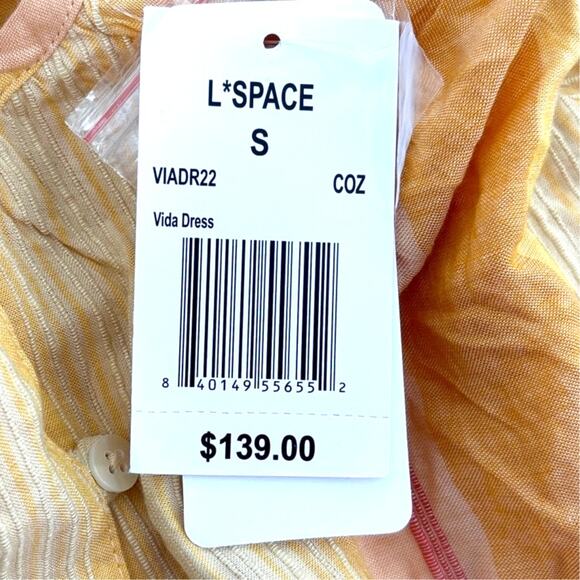 L*SPACE
S
VIADR22 COZ
Vida Dress
8 40149 55655 2
$139.00